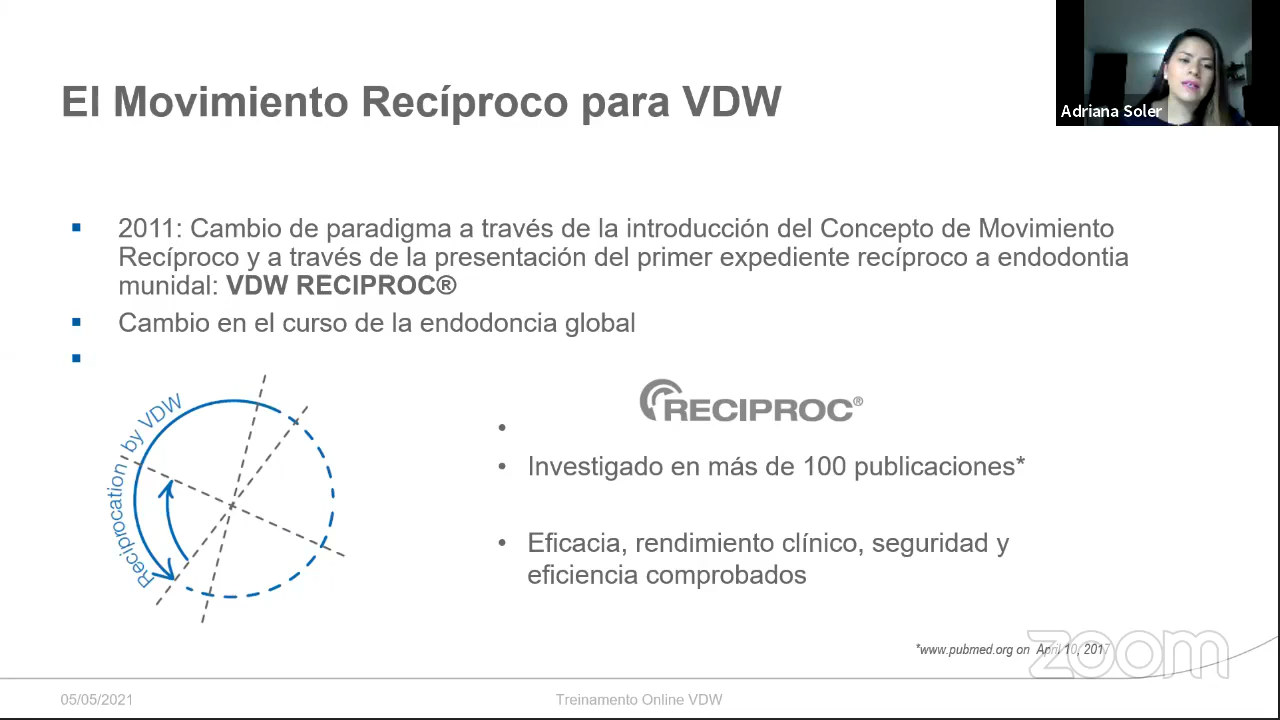 El Movimiento Recíproco para VDW
Adriana Soler
2011: Cambio de paradigma a través de la introducción del Concepto de Movimiento
Recíproco y a través de la presentación del primer expediente recíproco a endodontia
munidal: VDW RECIPROC®
Cambio en el curso de la endodoncia global
Reciprocation by VDW
RECIPROC®
Investigado en más de 100 publicaciones*
Eficacia, rendimiento clínico, seguridad y
eficiencia comprobados
*www.pubmed.org on April 10, 2017
zoom
05/05/2021
Treinamento Online VDW